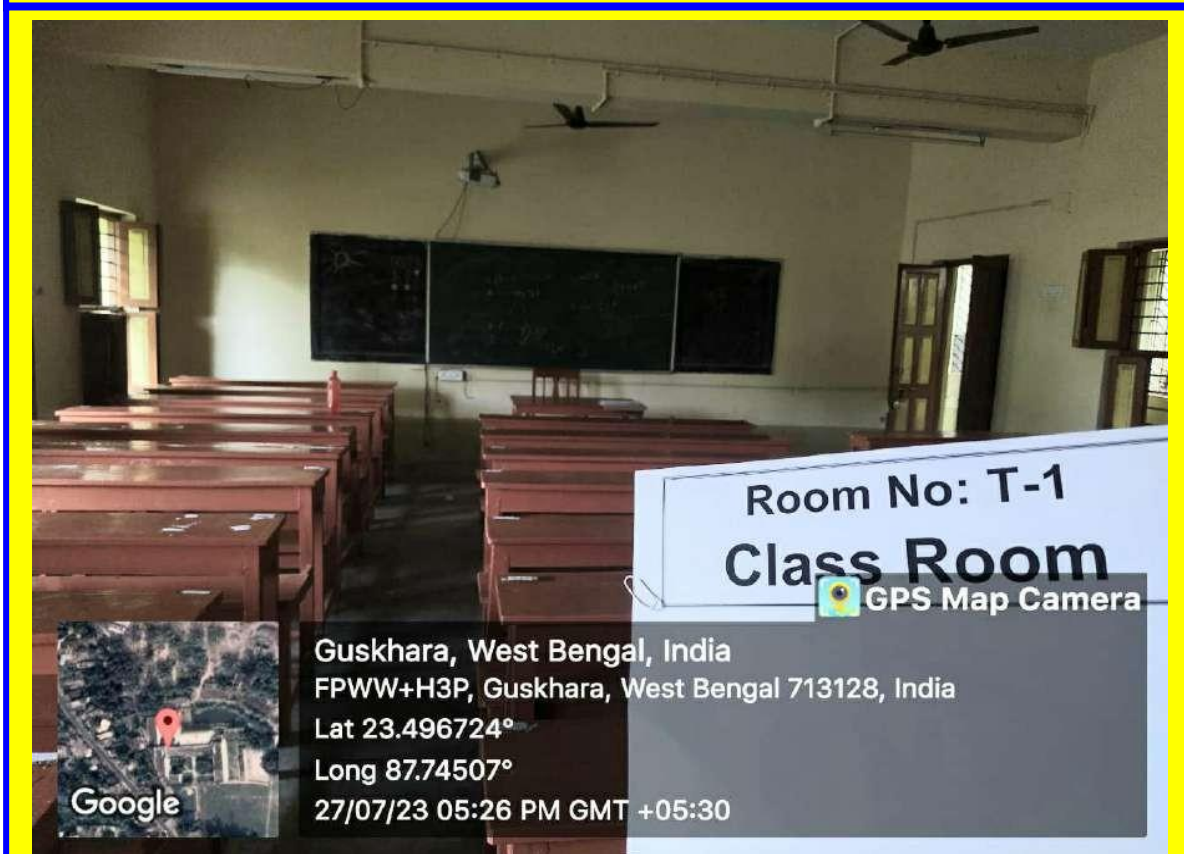 Room No: T-1
Class Room
GPS Map Camera
Guskhara, West Bengal, India
FPWW+H3P, Guskhara, West Bengal 713128, India
Lat 23.496724°
Long 87.74507°
27/07/23 05:26 PM GMT +05:30
Google